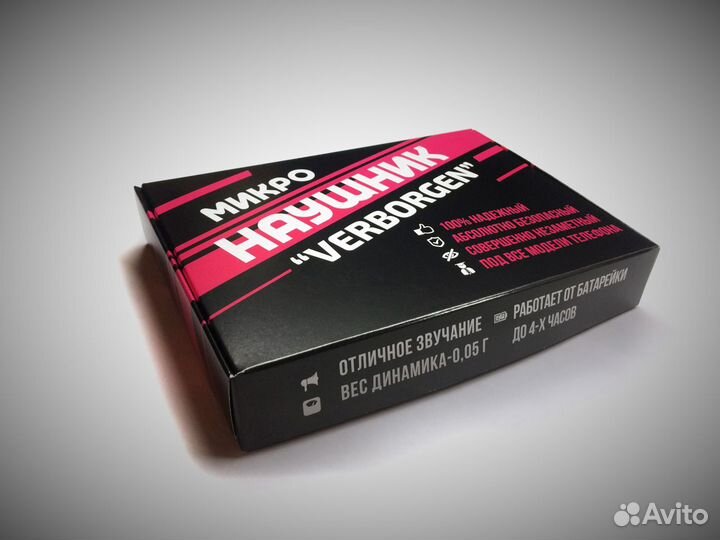 МИКРО
НАУШНИК
“VERBORGEN”
100% НАДЕЖНЫЙ
АБСОЛЮТНО БЕЗОПАСНЫЙ
СОВЕРШЕННО НЕЗАМЕТНЫЙ
ПОД ВСЕ МОДЕЛИ ТЕЛЕФОНА
ОТЛИЧНОЕ ЗВУЧАНИЕ
ВЕС ДИНАМИКА-0,05 Г
РАБОТАЕТ ОТ БАТАРЕЙКИ
ДО 4-Х ЧАСОВ
Avito